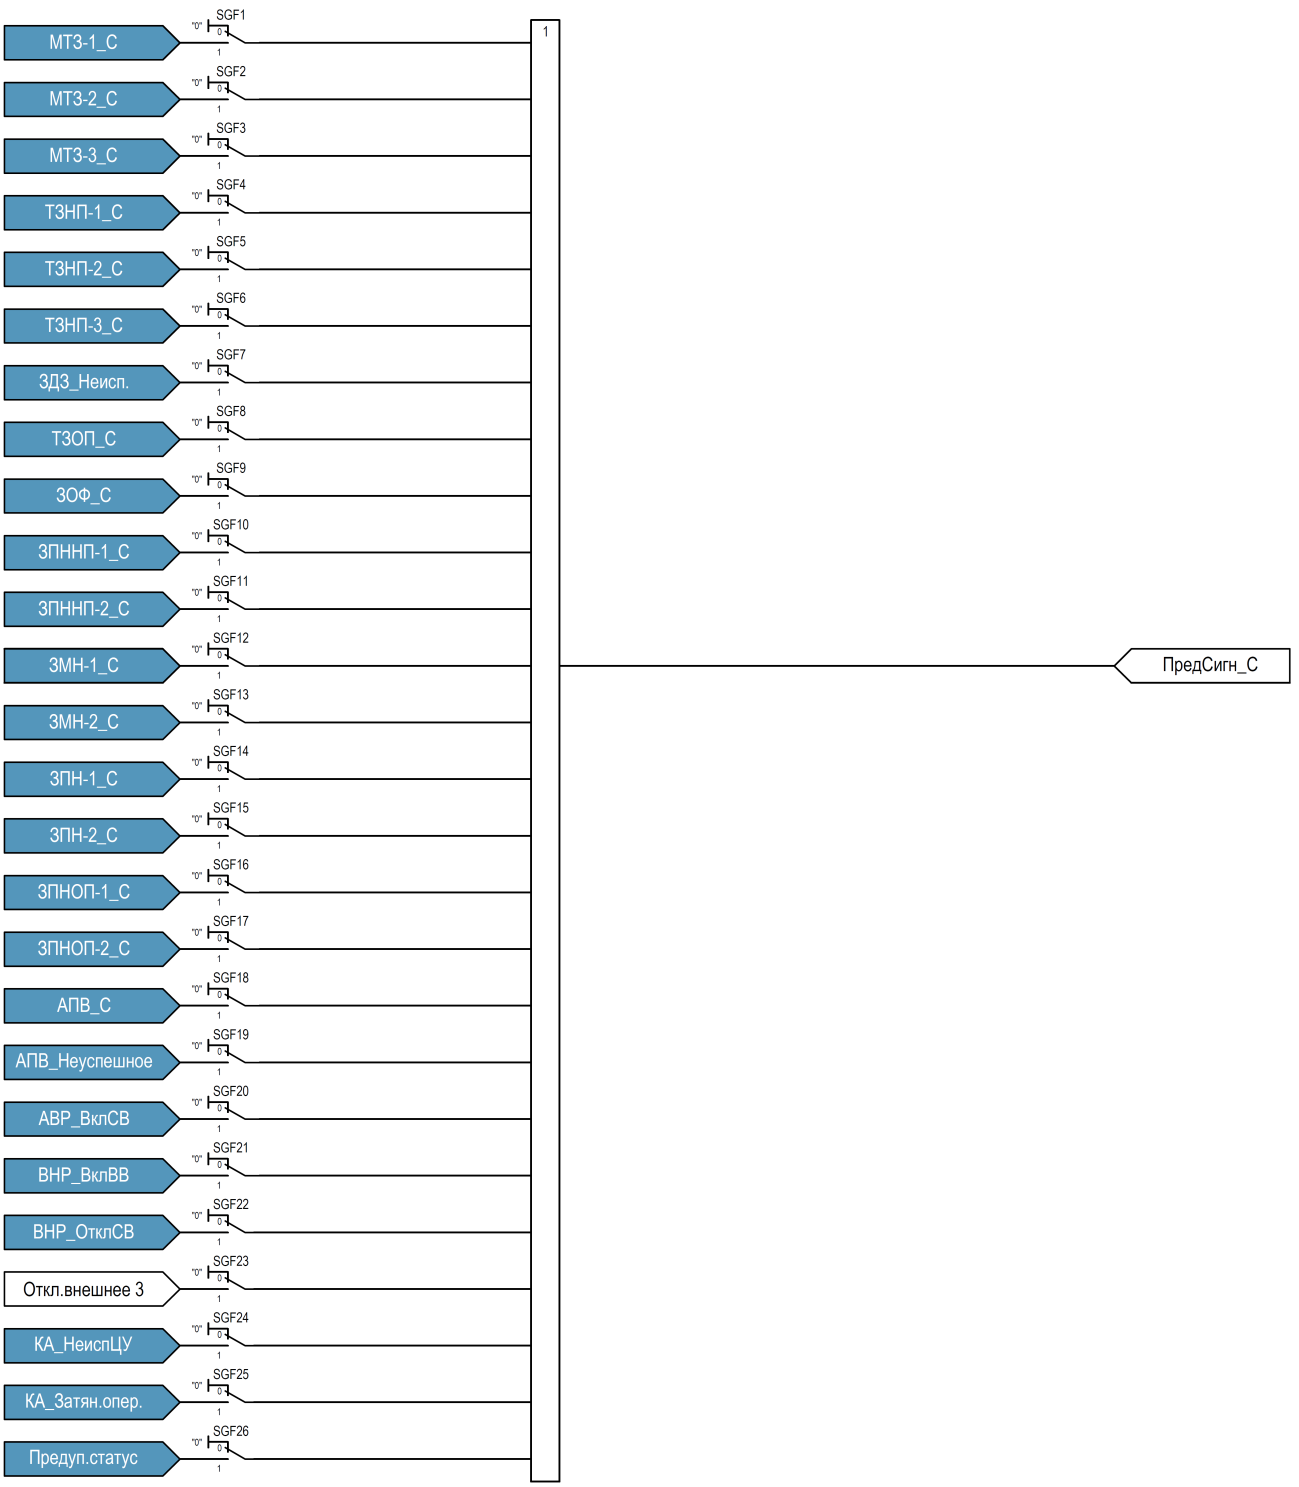 SGF1
"0" 0
МТЗ-1_С
1
1
SGF2
"0" 0
МТЗ-2_С
1
SGF3
"0" 0
МТЗ-3_С
1
SGF4
"0" 0
ТЗНП-1_С
1
SGF5
"0" 0
ТЗНП-2_С
1
SGF6
"0" 0
ТЗНП-3_С
1
SGF7
"0" 0
ЗДЗ_Неисп.
1
SGF8
"0" 0
ТЗОП_С
1
SGF9
"0" 0
ЗОФ_С
1
SGF10
"0" 0
ЗПННП-1_С
1
SGF11
"0" 0
ЗПННП-2_С
1
SGF12
"0" 0
ЗМН-1_С
ПредСигн_С
1
SGF13
"0" 0
ЗМН-2_С
1
SGF14
"0" 0
ЗПН-1_С
1
SGF15
"0" 0
ЗПН-2_С
1
SGF16
"0" 0
ЗПНОП-1_С
1
SGF17
"0" 0
ЗПНОП-2_С
1
SGF18
"0" 0
АПВ_С
1
SGF19
"0" 0
АПВ_Неуспешное
1
SGF20
"0" 0
АВР_ВклСВ
1
SGF21
"0" 0
ВНР_ВклВВ
1
SGF22
"0" 0
ВНР_ОтклСВ
1
SGF23
"0" 0
Откл.внешнее 3
1
SGF24
"0" 0
КА_НеиспЦУ
1
SGF25
"0" 0
КА_Затян.опер.
1
SGF26
"0" 0
Предуп.статус
1